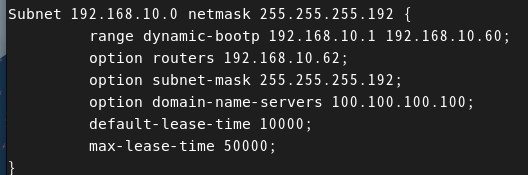 Subnet 192.168.10.0 netmask 255.255.255.192 {
range dynamic-bootp 192.168.10.1 192.168.10.60;
option routers 192.168.10.62;
option subnet-mask 255.255.255.192;
option domain-name-servers 100.100.100.100;
default-lease-time 10000;
max-lease-time 50000;
}